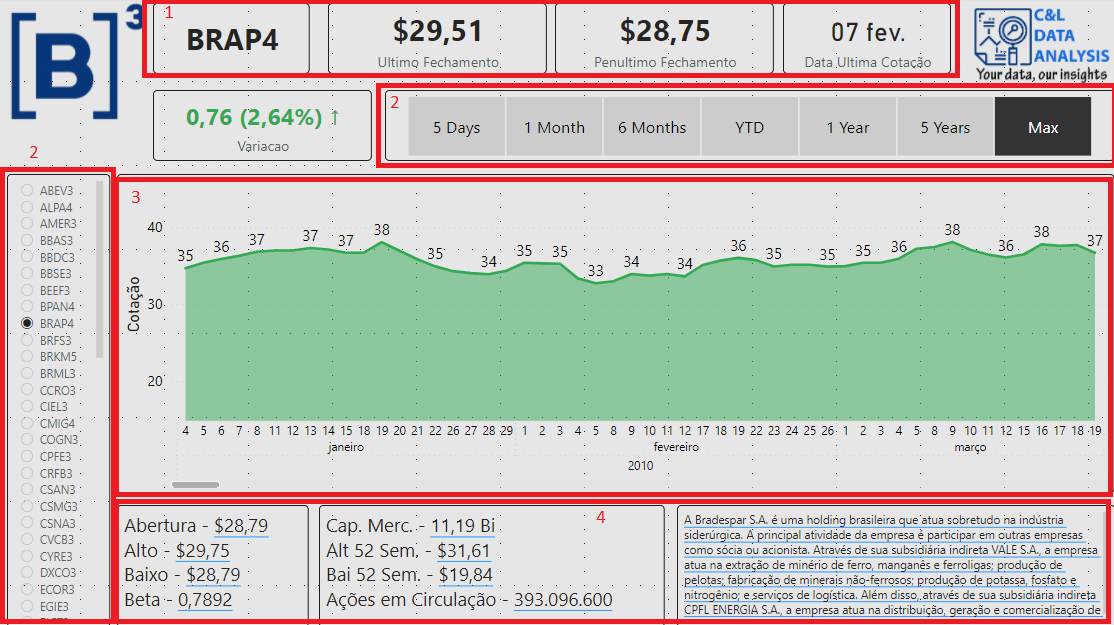 [B]³
1
BRAP4
$29,51
Ultimo Fechamento
$28,75
Penultimo Fechamento
07 fev.
Data Ultima Cotação
C&L
DATA
ANALYSIS
Your data, our insights
0,76 (2,64%) ↑
Variacao
2
5 Days
1 Month
6 Months
YTD
1 Year
5 Years
Max
2
ABEV3
ALPA4
AMER3
BBAS3
BBDC3
BBSE3
BEEF3
BPAN4
BRAP4
BRFS3
BRKM5
BRML3
CCRO3
CIEL3
CMIG4
COGN3
CPFE3
CRFB3
CSAN3
CSMG3
CSNA3
CVCB3
CYRE3
DXCO3
ECOR3
EGIE3
3
Cotação
40
30
20
35 36 37 37 37 38 35 34 35 35 33 34 34 36 35 35 35 36 38 36 38 37
4 5 6 7 8 11 12 13 14 15 18 19 20 21 22 26 27 28 29 1 2 3 4 5 8 9 10 11 12 17 18 19 22 23 24 25 26 1 2 3 4 5 8 9 10 11 12 15 16 17 18 19
janeiro fevereiro março
2010
Abertura - $28,79
Alto - $29,75
Baixo - $28,79
Beta - 0,7892
4
Cap. Merc. - 11,19 Bi
Alt 52 Sem. - $31,61
Bai 52 Sem. - $19,84
Ações em Circulação - 393.096.600
A Bradespar S.A. é uma holding brasileira que atua sobretudo na indústria
siderúrgica. A principal atividade da empresa é participar em outras empresas
como sócia ou acionista. Através de sua subsidiária indireta VALE S.A., a empresa
atua na extração de minério de ferro, manganês e ferroligas; produção de
pelotas; fabricação de minerais não-ferrosos; produção de potassa, fosfato e
nitrogênio; e serviços de logística. Além disso, através de sua subsidiária indireta
CPFL ENERGIA S.A., a empresa atua na distribuição, geração e comercialização de